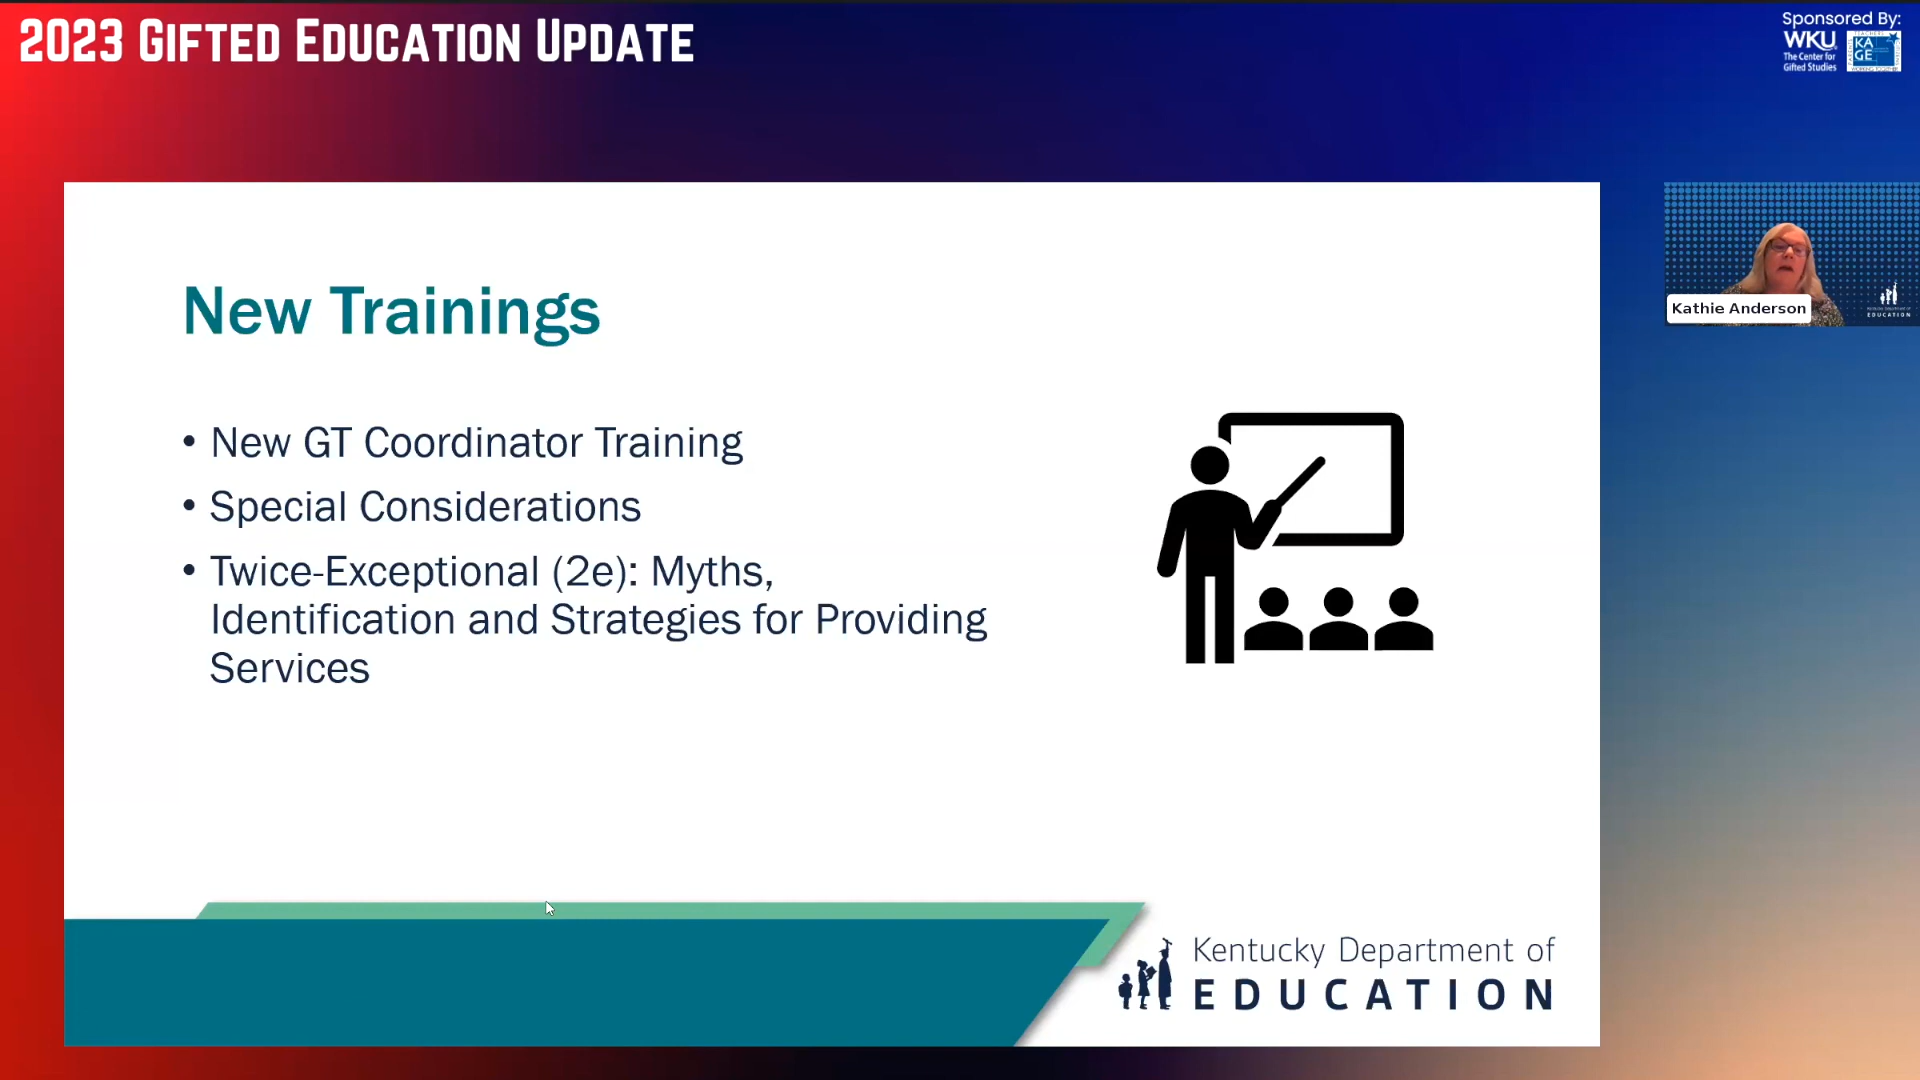 2023 GIFTED EDUCATION UPDATE
Sponsored By:
WKU
The Center for
Gifted Studies
KA
GE
New Trainings
• New GT Coordinator Training
• Special Considerations
• Twice-Exceptional (2e): Myths,
Identification and Strategies for Providing
Services
Kathie Anderson
EDUCATION
Kentucky Department of
EDUCATION